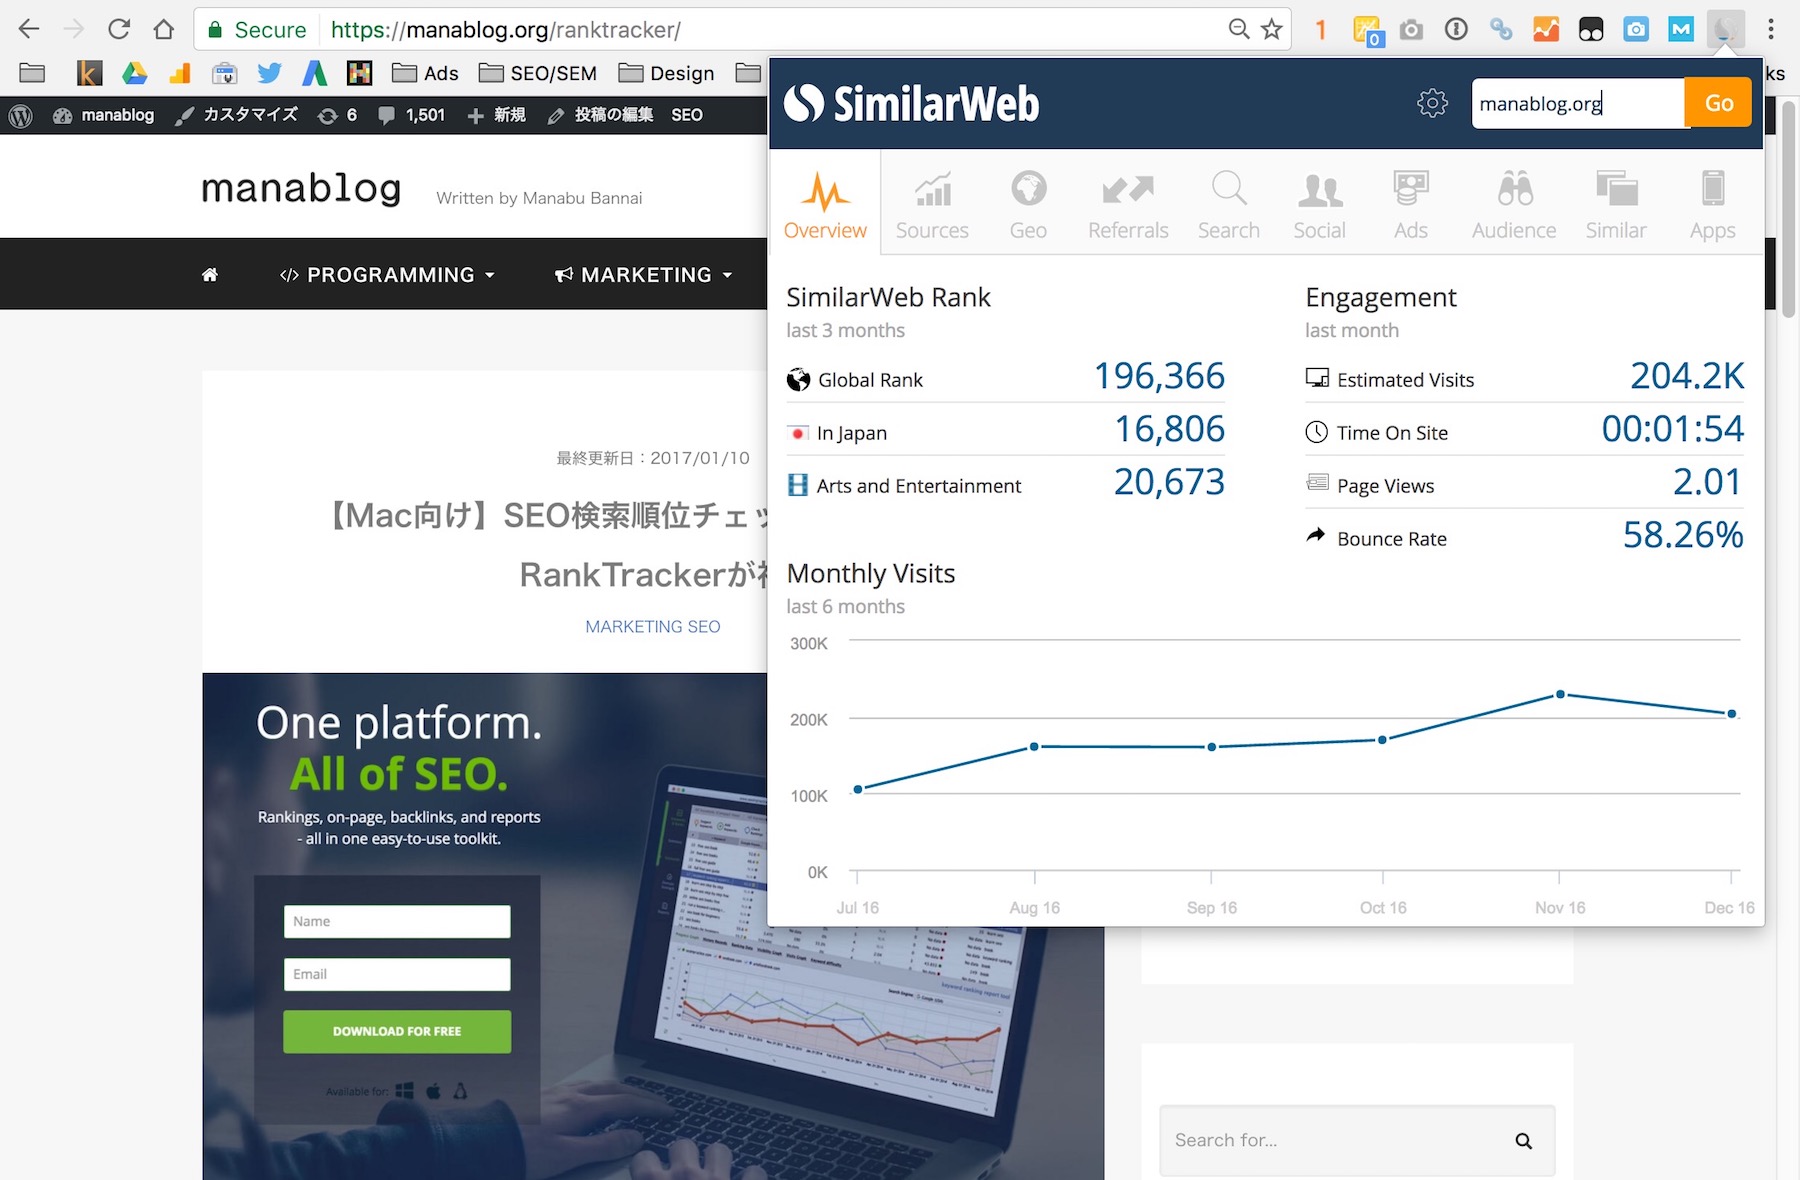 Secure https://manablog.org/ranktracker/
1
0
Ads SEO/SEM Design
ks
manablog カスタマイズ 6 1,501 新規 投稿の編集 SEO
manablog Written by Manabu Bannai
</> PROGRAMMING MARKETING
最終更新日：2017/01/10
【Mac向け】SEO検索順位チェッ
RankTrackerが
MARKETING SEO
One platform.
All of SEO.
Rankings, on-page, backlinks, and reports
- all in one easy-to-use toolkit.
Name
Email
DOWNLOAD FOR FREE
Available for:
SimilarWeb
manablog.org
Go
Overview Sources Geo Referrals Search Social Ads Audience Similar Apps
SimilarWeb Rank
last 3 months
Global Rank 196,366
In Japan 16,806
Arts and Entertainment 20,673
Engagement
last month
Estimated Visits 204.2K
Time On Site 00:01:54
Page Views 2.01
Bounce Rate 58.26%
Monthly Visits
last 6 months
300K
200K
100K
0K
Jul 16 Aug 16 Sep 16 Oct 16 Nov 16 Dec 16
Search for...